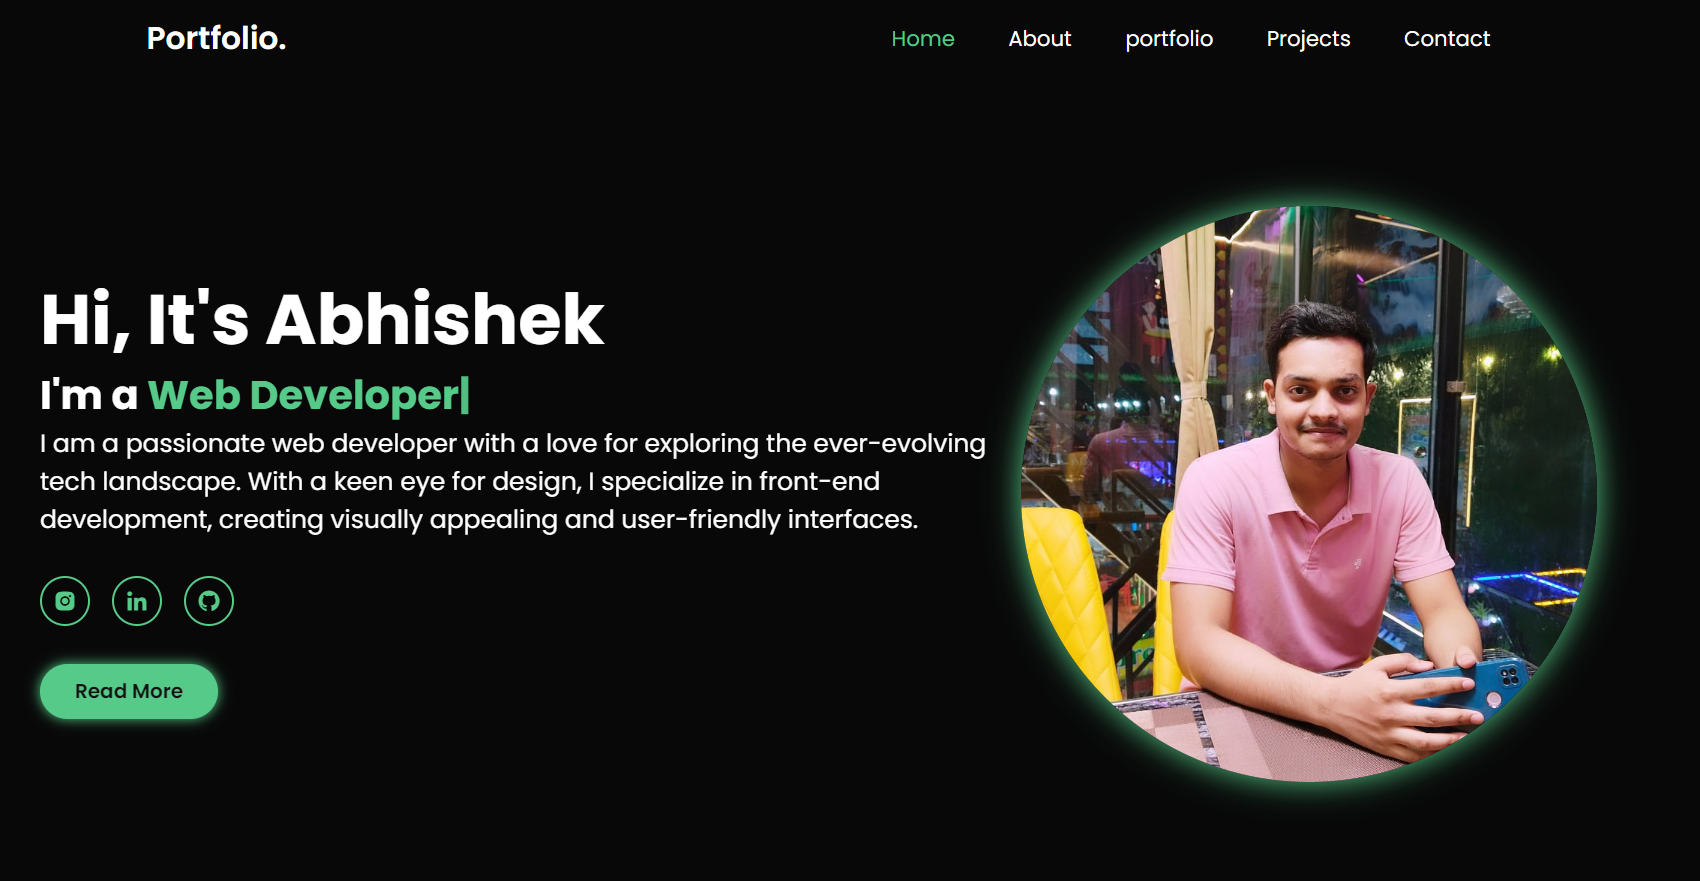 Portfolio.
Home About portfolio Projects Contact
Hi, It's Abhishek
I'm a Web Developer|
I am a passionate web developer with a love for exploring the ever-evolving
tech landscape. With a keen eye for design, I specialize in front-end
development, creating visually appealing and user-friendly interfaces.
in
Read More